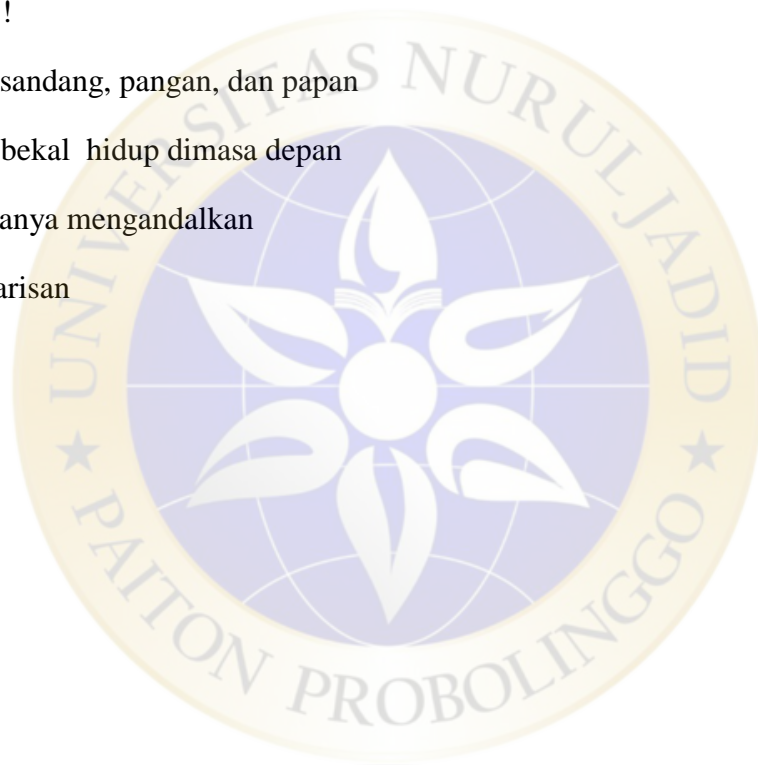 !
sandang, pangan, dan papan
bekal hidup dimasa depan
anya mengandalkan
arisan
UNIVERSITAS NURUL JADID
★ PAITON PROBOLINGGO ★